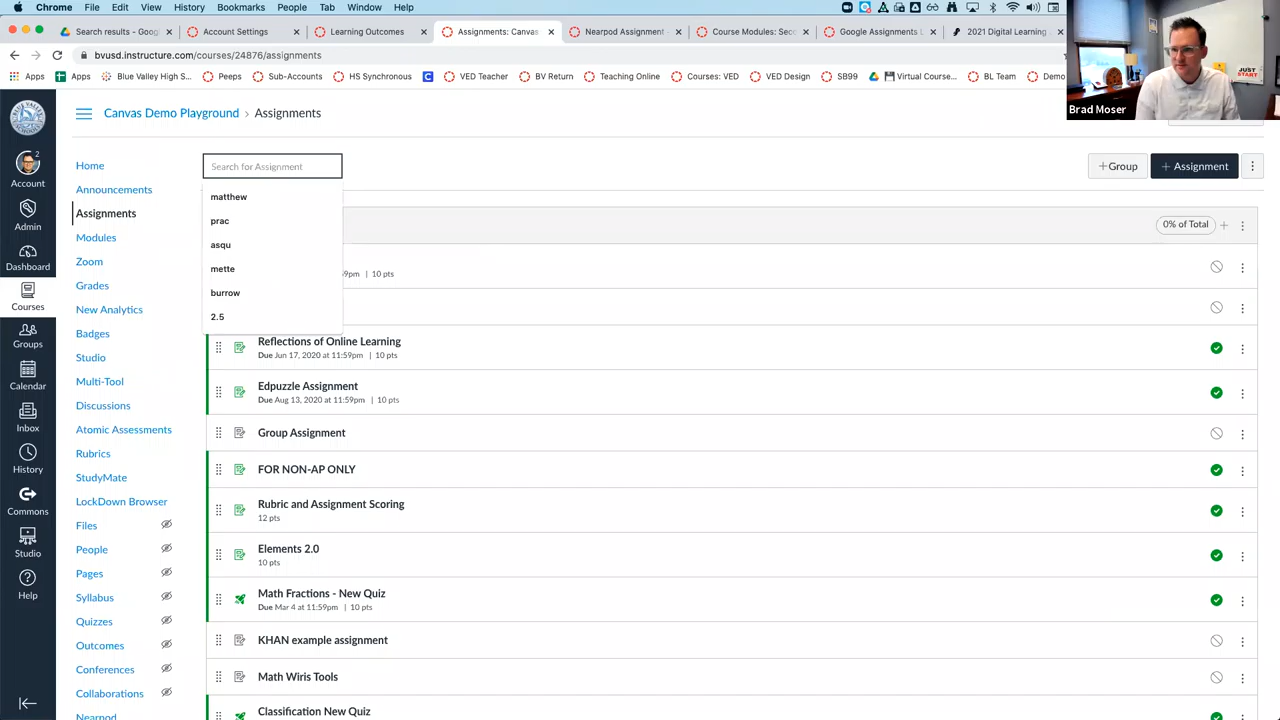 Chrome File Edit View History Bookmarks People Tab Window Help
Search results - Goo
Account Settings
Learning Outcomes
Assignments: Canvas
Nearpod Assignment -
Course Modules: Seco
Google Assignments L
2021 Digital Learning
bvusd.instructure.com/courses/24876/assignments
Apps Apps Blue Valley High S... Peeps Sub-Accounts HS Synchronous VED Teacher BV Return Teaching Online Courses: VED VED Design SB99 Virtual Course... BL Team Demo
JUST
START
Brad Moser
Canvas Demo Playground › Assignments
2
Account
Admin
Dashboard
Courses
Groups
Calendar
Inbox
History
Commons
Studio
Help
Home
Announcements
Assignments
Modules
Zoom
Grades
New Analytics
Badges
Studio
Multi-Tool
Discussions
Atomic Assessments
Rubrics
StudyMate
LockDown Browser
Files
People
Pages
Syllabus
Quizzes
Outcomes
Conferences
Collaborations
Nearpod
Search for Assignment
+Group
+ Assignment
matthew
prac
asqu
mette
burrow
2.5
0% of Total
9pm | 10 pts
Reflections of Online Learning
Due Jun 17, 2020 at 11:59pm | 10 pts
Edpuzzle Assignment
Due Aug 13, 2020 at 11:59pm | 10 pts
Group Assignment
FOR NON-AP ONLY
Rubric and Assignment Scoring
12 pts
Elements 2.0
10 pts
Math Fractions - New Quiz
Due Mar 4 at 11:59pm | 10 pts
KHAN example assignment
Math Wiris Tools
Classification New Quiz